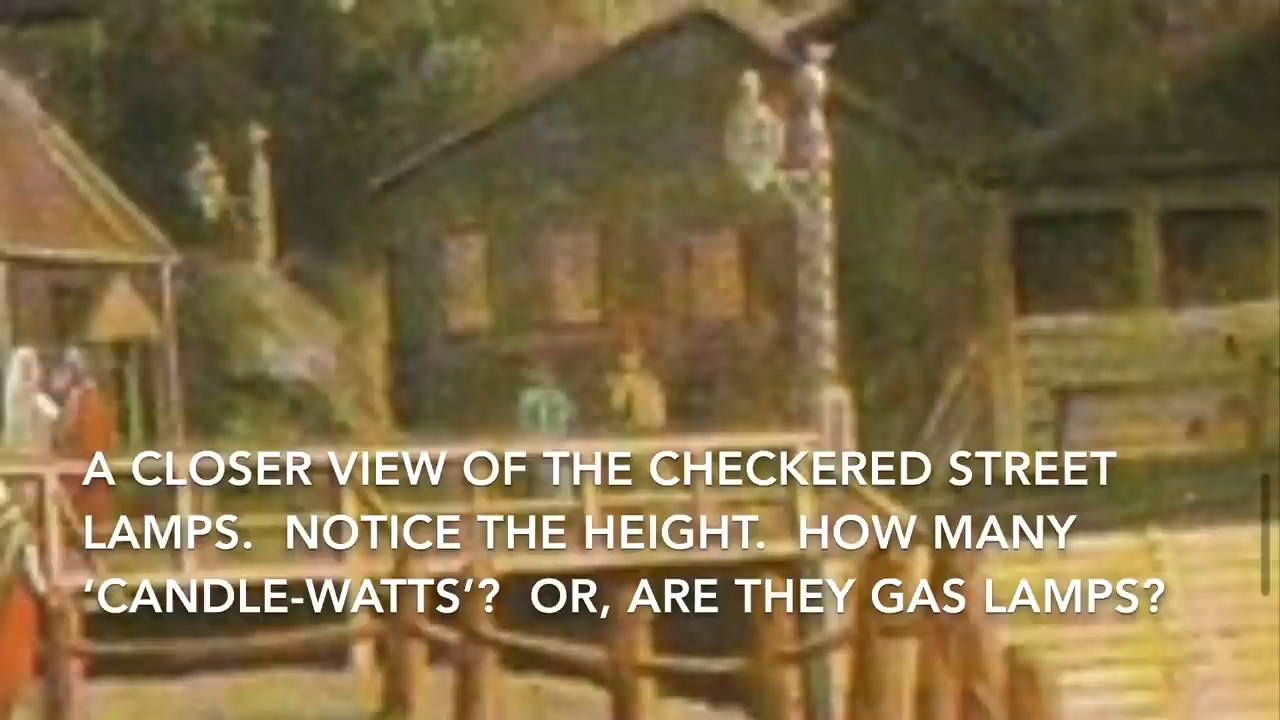 A CLOSER VIEW OF THE CHECKERED STREET
LAMPS.  NOTICE THE HEIGHT.  HOW MANY
‘CANDLE-WATTS’?  OR, ARE THEY GAS LAMPS?